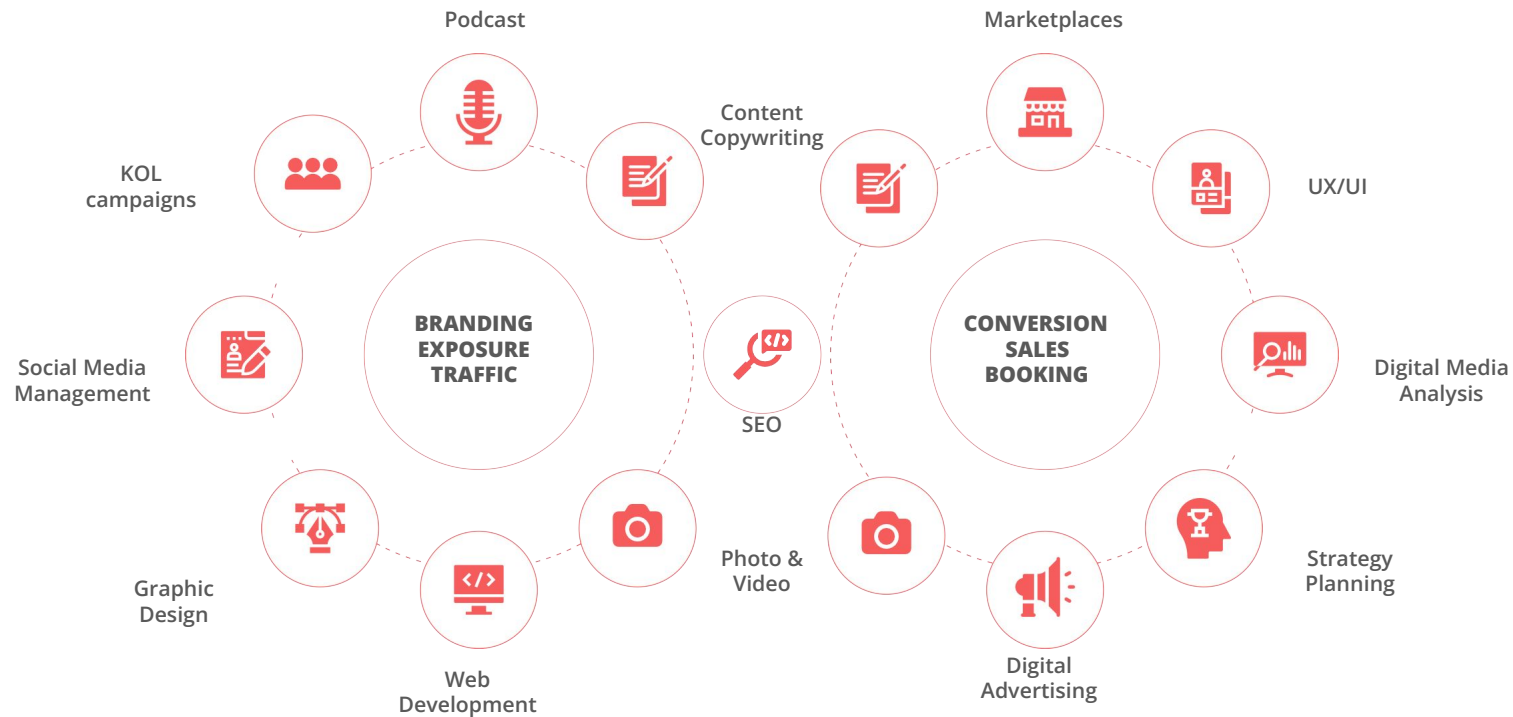 Podcast
Marketplaces
Content
Copywriting
KOL
campaigns
UX/UI
BRANDING
EXPOSURE
TRAFFIC
CONVERSION
SALES
BOOKING
Social Media
Management
SEO
Digital Media
Analysis
Graphic
Design
Photo &
Video
Strategy
Planning
Web
Development
Digital
Advertising